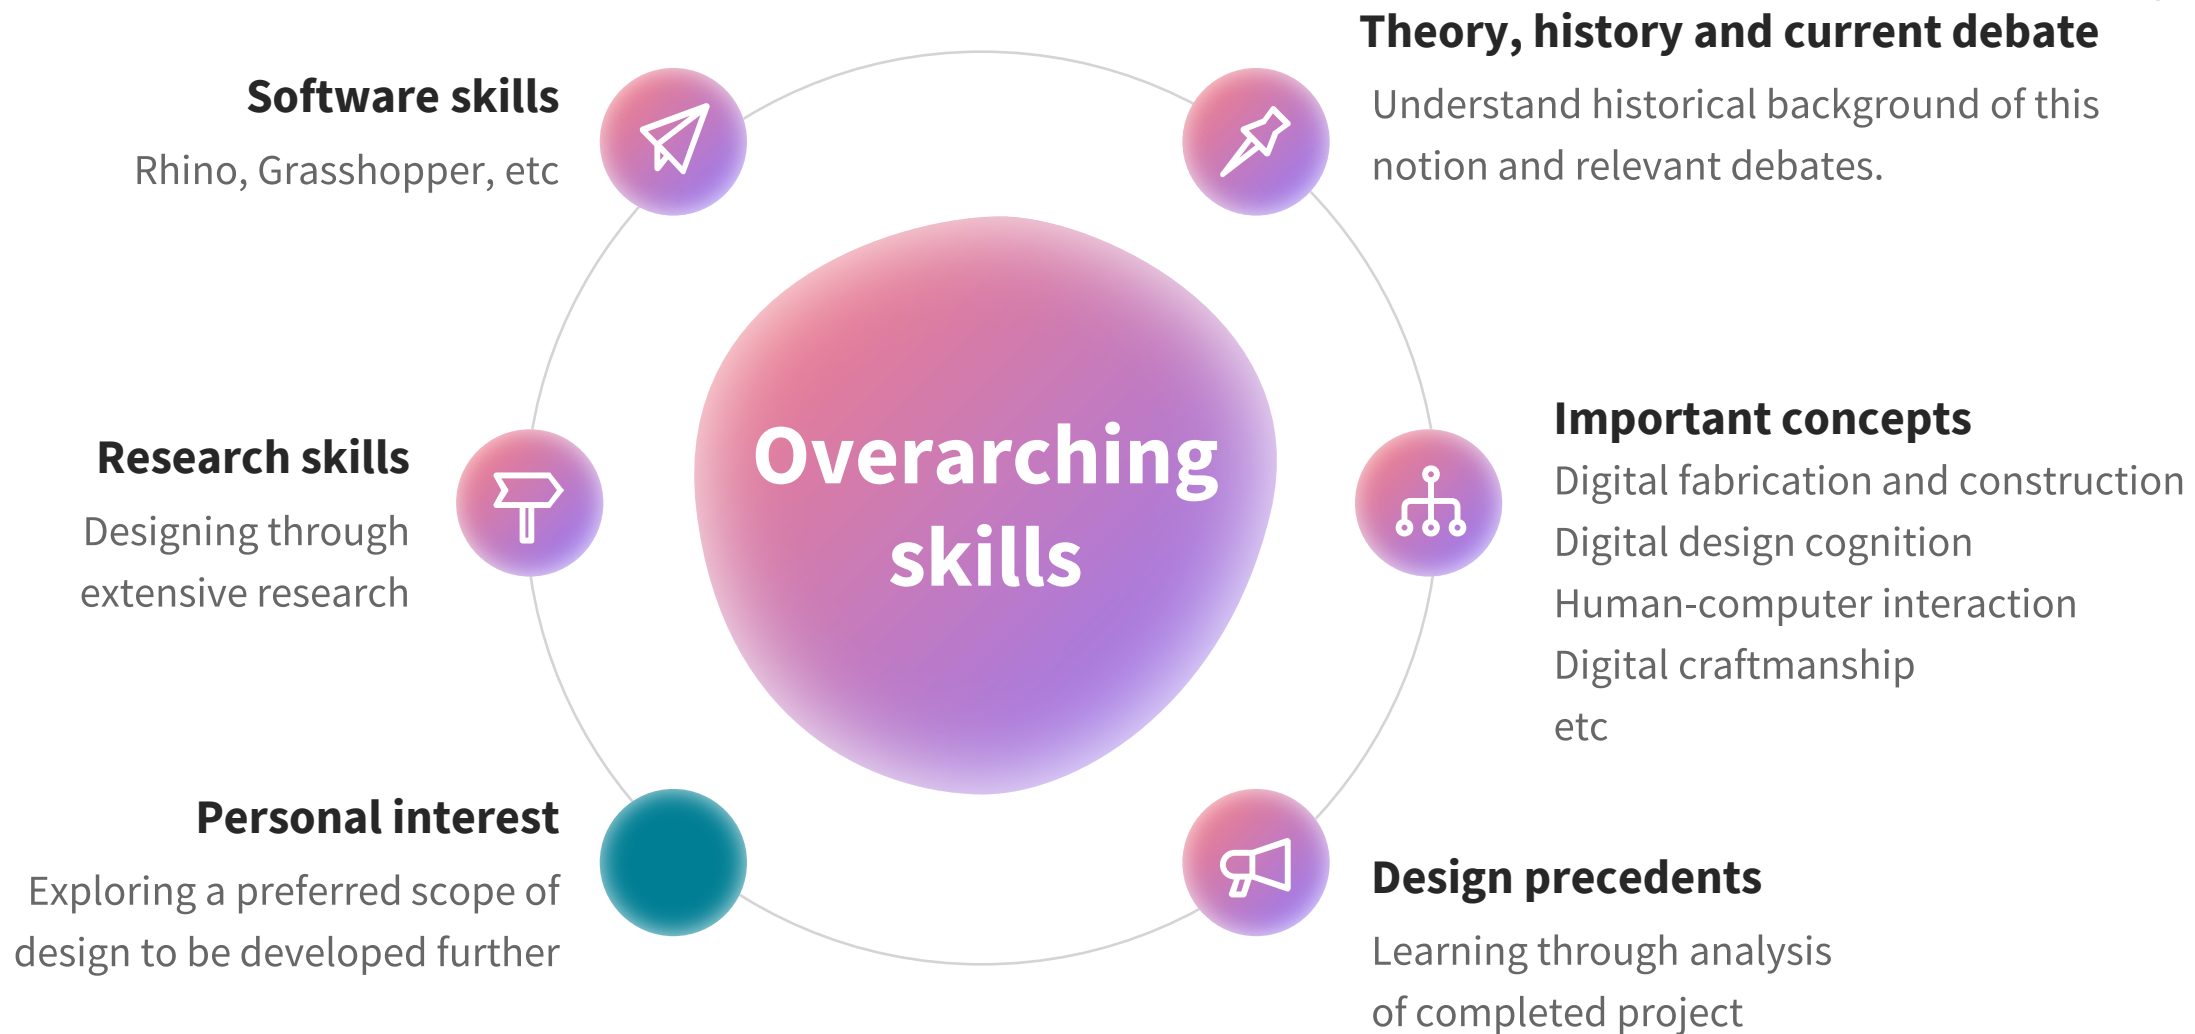 Software skills
Rhino, Grasshopper, etc
Research skills
Designing through
extensive research
Personal interest
Exploring a preferred scope of
design to be developed further
Overarching
skills
Theory, history and current debate
Understand historical background of this
notion and relevant debates.
Important concepts
Digital fabrication and construction
Digital design cognition
Human-computer interaction
Digital craftmanship
etc
Design precedents
Learning through analysis
of completed project